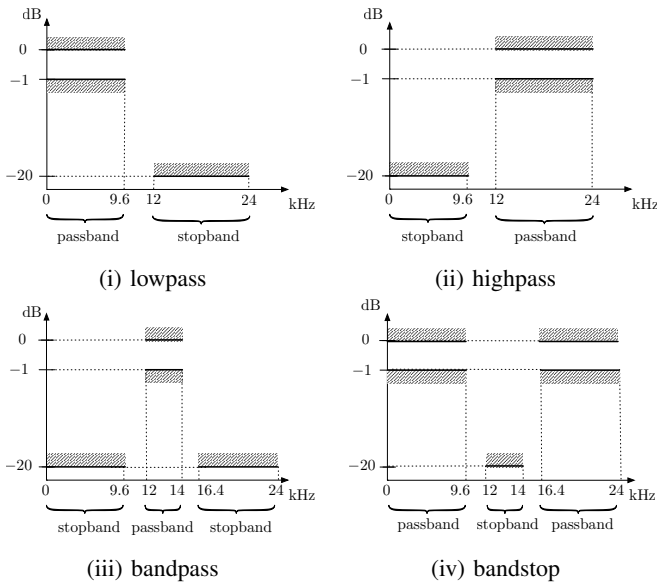 dB
0
−1
−20
0 9.6 12 24 kHz
passband stopband
(i) lowpass
dB
0
−1
−20
0 9.6 12 24 kHz
stopband passband
(ii) highpass
dB
0
−1
−20
0 9.6 12 14 16.4 24 kHz
stopband passband stopband
(iii) bandpass
dB
0
−1
−20
0 9.6 12 14 16.4 24 kHz
passband stopband passband
(iv) bandstop